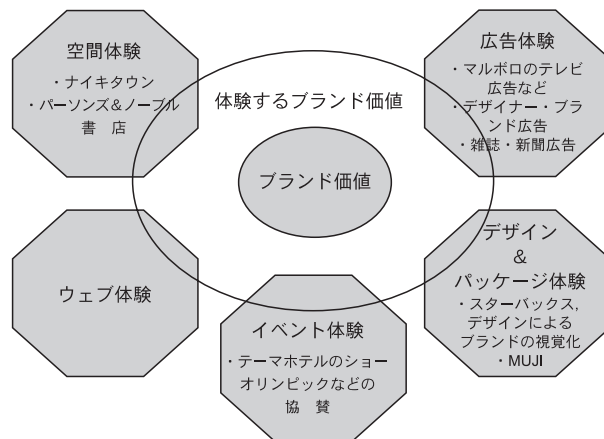 空間体験
・ナイキタウン
・パーソンズ&ノーブル
書　店
広告体験
・マルボロのテレビ
広告など
・デザイナー・ブラ
ンド広告
・雑誌・新聞広告
体験するブランド価値
ブランド価値
ウェブ体験
デザイン
&
パッケージ体験
・スターバックス,
デザインによる
ブランドの視覚化
・MUJI
イベント体験
・テーマホテルのショー
オリンピックなどの
協　賛